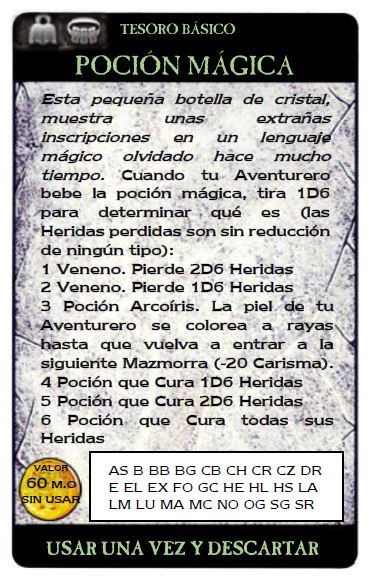 TESORO BÁSICO
POCIÓN MÁGICA
Esta pequeña botella de cristal,
muestra unas extrañas
inscripciones en un lenguaje
mágico olvidado hace mucho
tiempo. Cuando tu Aventurero
bebe la poción mágica, tira 1D6
para determinar qué es (las
Heridas perdidas son sin reducción
de ningún tipo):
1 Veneno. Pierde 2D6 Heridas
2 Veneno. Pierde 1D6 Heridas
3 Poción Arcoíris. La piel de tu
Aventurero se colorea a rayas
hasta que vuelva a entrar a la
siguiente Mazmorra (-20 Carisma).
4 Poción que Cura 1D6 Heridas
5 Poción que Cura 2D6 Heridas
6 Poción que Cura todas sus
Heridas
VALOR
60 M.O
SIN USAR
AS B BB BG CB CH CR CZ DR
E EL EX FO GC HE HL HS LA
LM LU MA MC NO OG SG SR
USAR UNA VEZ Y DESCARTAR